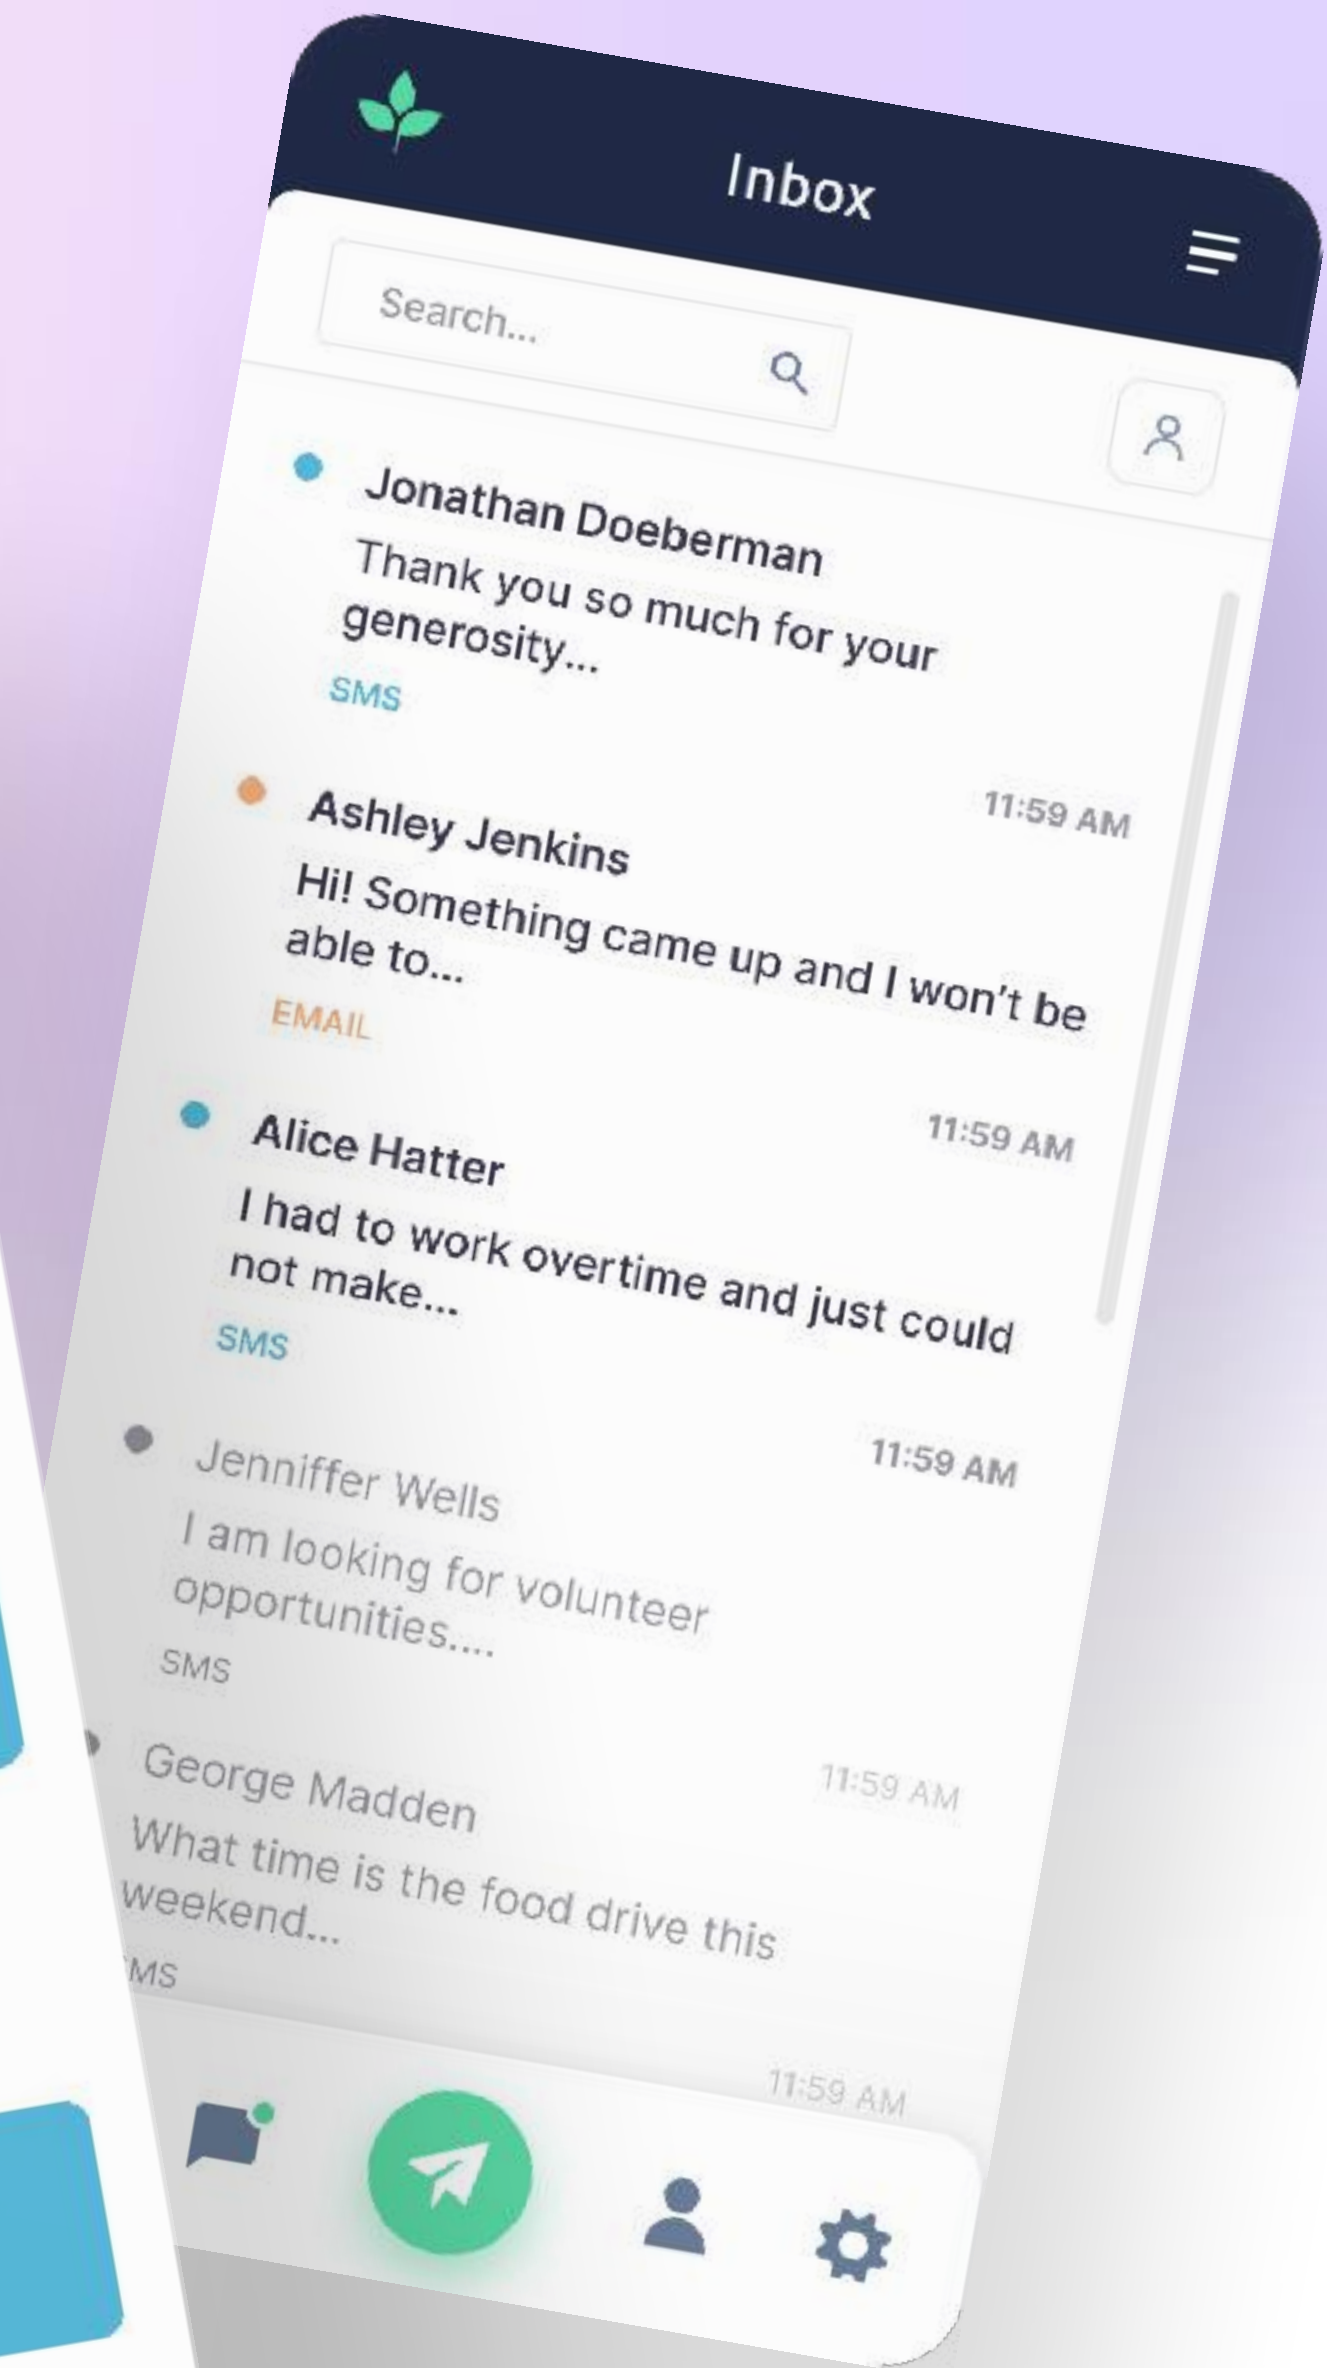 Inbox
Search...
Jonathan Doeberman
Thank you so much for your
generosity...
SMS
11:59 AM
Ashley Jenkins
Hi! Something came up and I won't be
able to...
EMAIL
11:59 AM
Alice Hatter
I had to work overtime and just could
not make...
SMS
11:59 AM
Jenniffer Wells
I am looking for volunteer
opportunities....
SMS
11:59 AM
George Madden
What time is the food drive this
weekend...
MS
11:59 AM